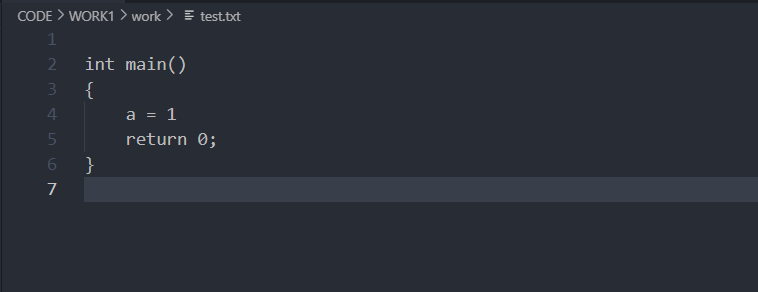 CODE > WORK1 > work > test.txt
1
2 int main()
3 {
4     a = 1
5     return 0;
6 }
7